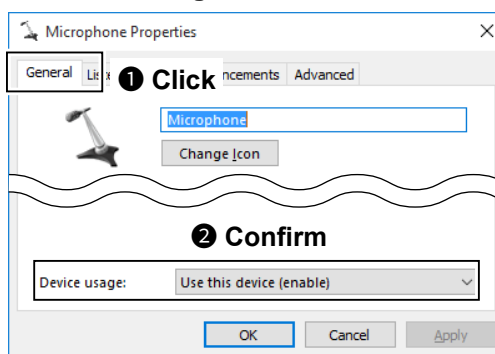 Microphone Properties
General
❶ Click
ncements Advanced
Microphone
Change Icon
❷ Confirm
Device usage: Use this device (enable)
OK Cancel Apply